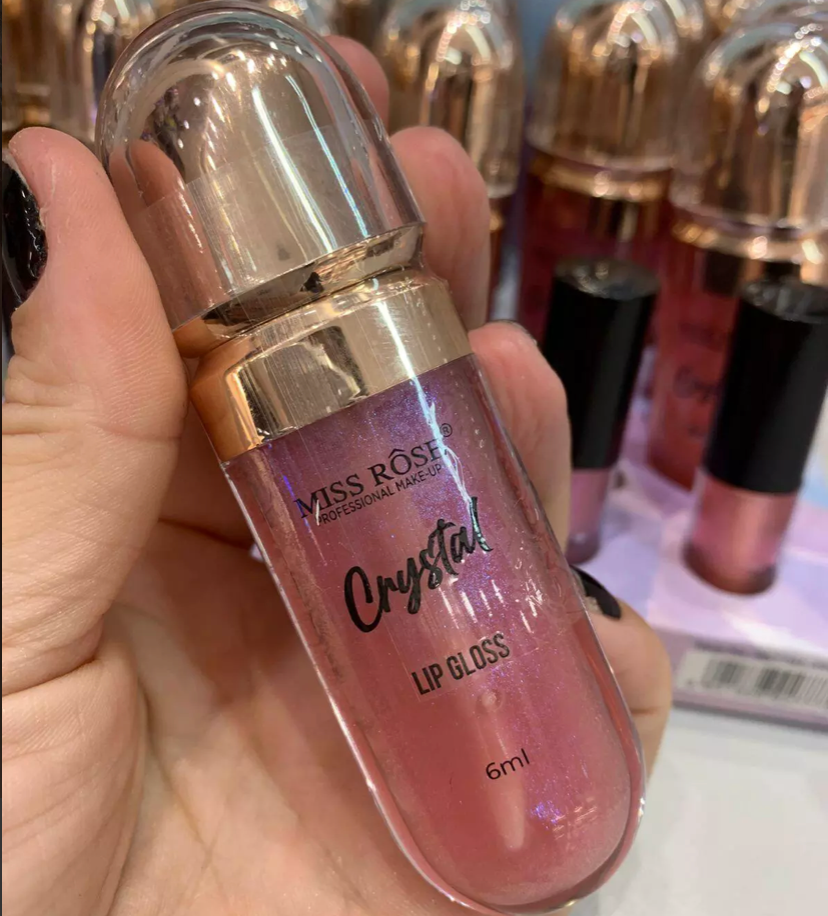 MISS RÔSE®
PROFESSIONAL MAKE-UP
Crystal
LIP GLOSS
6ml